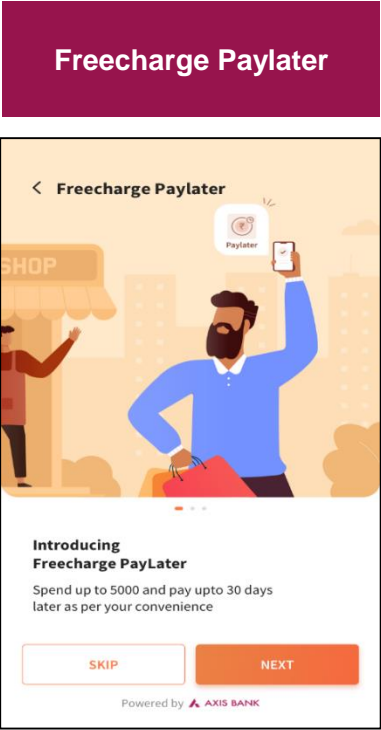 Freecharge Paylater
Freecharge Paylater
Paylater
SHOP
Introducing
Freecharge PayLater
Spend up to 5000 and pay upto 30 days
later as per your convenience
SKIP
NEXT
Powered by AXIS BANK